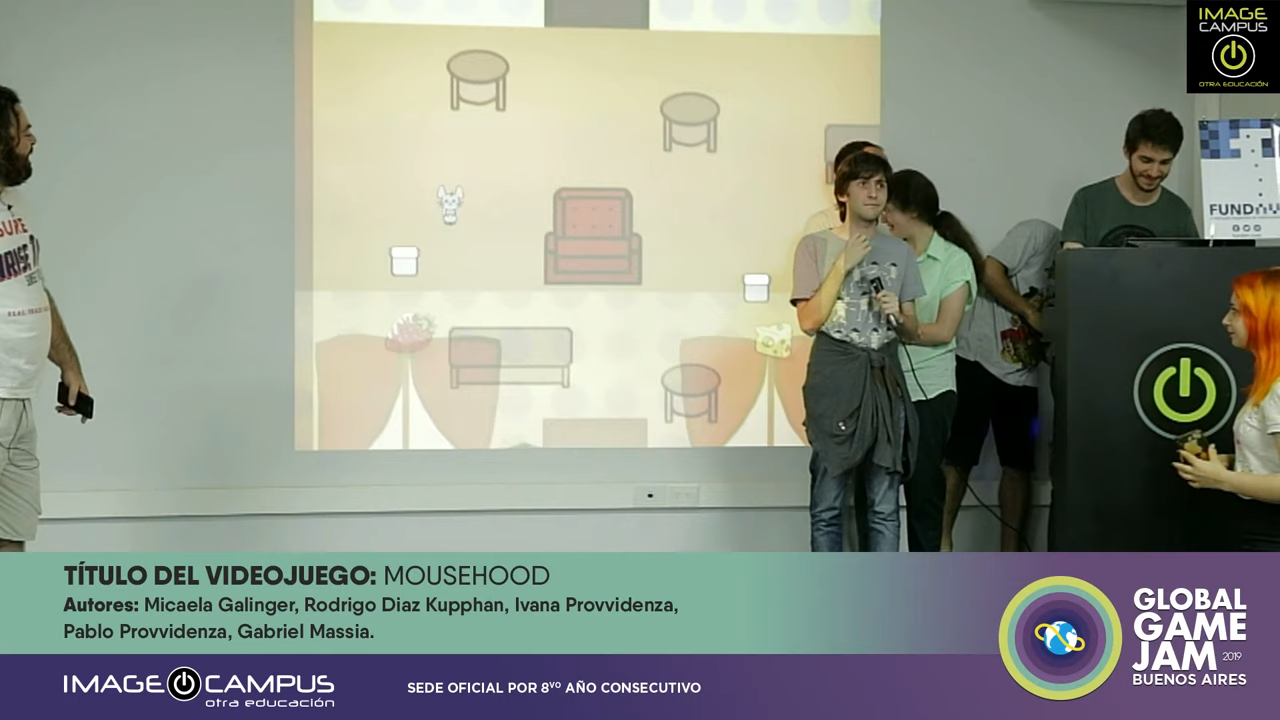 IMAGE
CAMPUS
OTRA EDUCACIÓN
FUND
TÍTULO DEL VIDEOJUEGO: MOUSEHOOD
Autores: Micaela Galinger, Rodrigo Diaz Kupphan, Ivana Provvidenza,
Pablo Provvidenza, Gabriel Massia.
IMAGE CAMPUS
otra educación
SEDE OFICIAL POR 8VO AÑO CONSECUTIVO
GLOBAL
GAME
JAM 2019
BUENOS AIRES